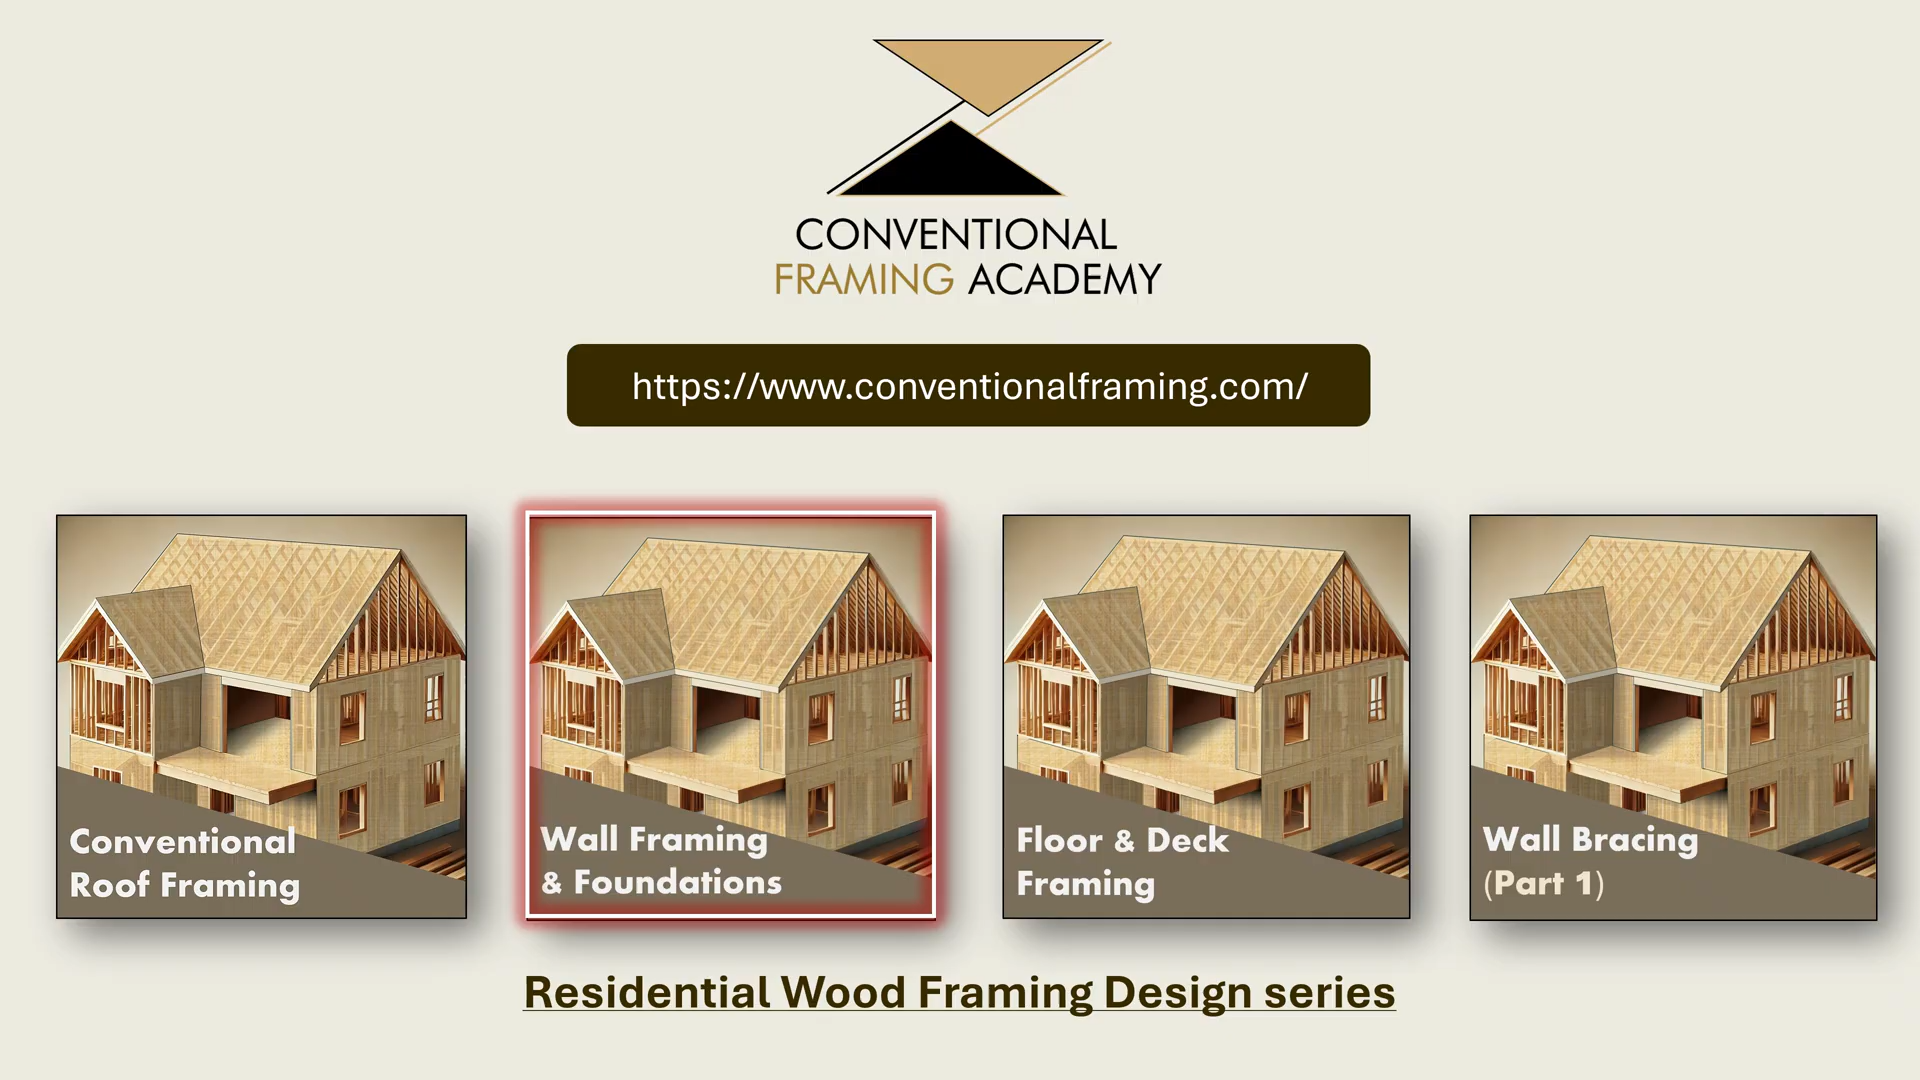 CONVENTIONAL
FRAMING ACADEMY
https://www.conventionalframing.com/
Conventional
Roof Framing
Wall Framing
& Foundations
Floor & Deck
Framing
Wall Bracing
(Part 1)
Residential Wood Framing Design series